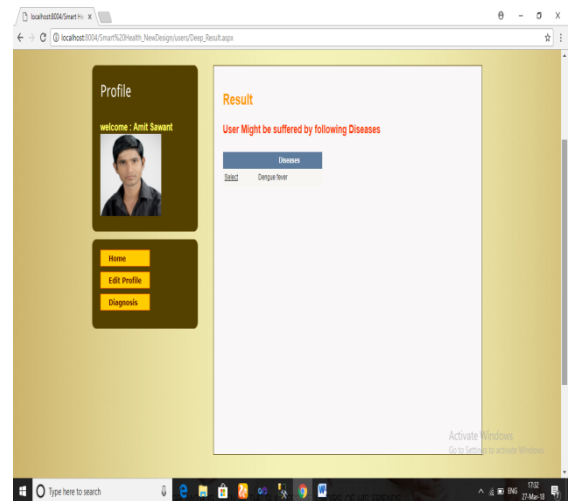 localhost:8004/Smart He
localhost:8004/Smart%20Health_NewDesign/users/Deep_Result.aspx
Profile
welcome : Amit Sawant
Home
Edit Profile
Diagnosis
Result
User Might be suffered by following Diseases
Diseases
Select Dengue fever
Activate Windows
Go to Settings to activate Windows.
Type here to search
ENG
17:02
27-Mar-18